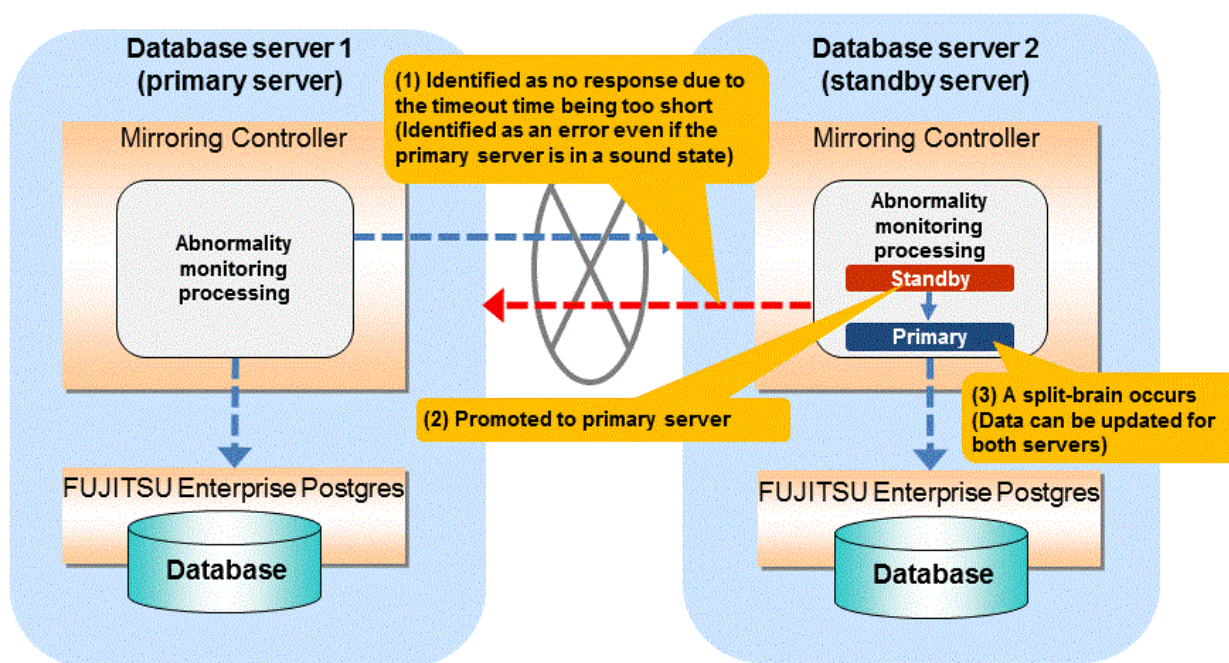 Database server 1
(primary server)
Mirroring Controller
Abnormality
monitoring
processing
FUJITSU Enterprise Postgres
Database
(1) Identified as no response due to
the timeout time being too short
(Identified as an error even if the
primary server is in a sound state)
(2) Promoted to primary server
Database server 2
(standby server)
Mirroring Controller
Abnormality
monitoring
processing
Standby
Primary
(3) A split-brain occurs
(Data can be updated for
both servers)
FUJITSU Enterprise Postgres
Database